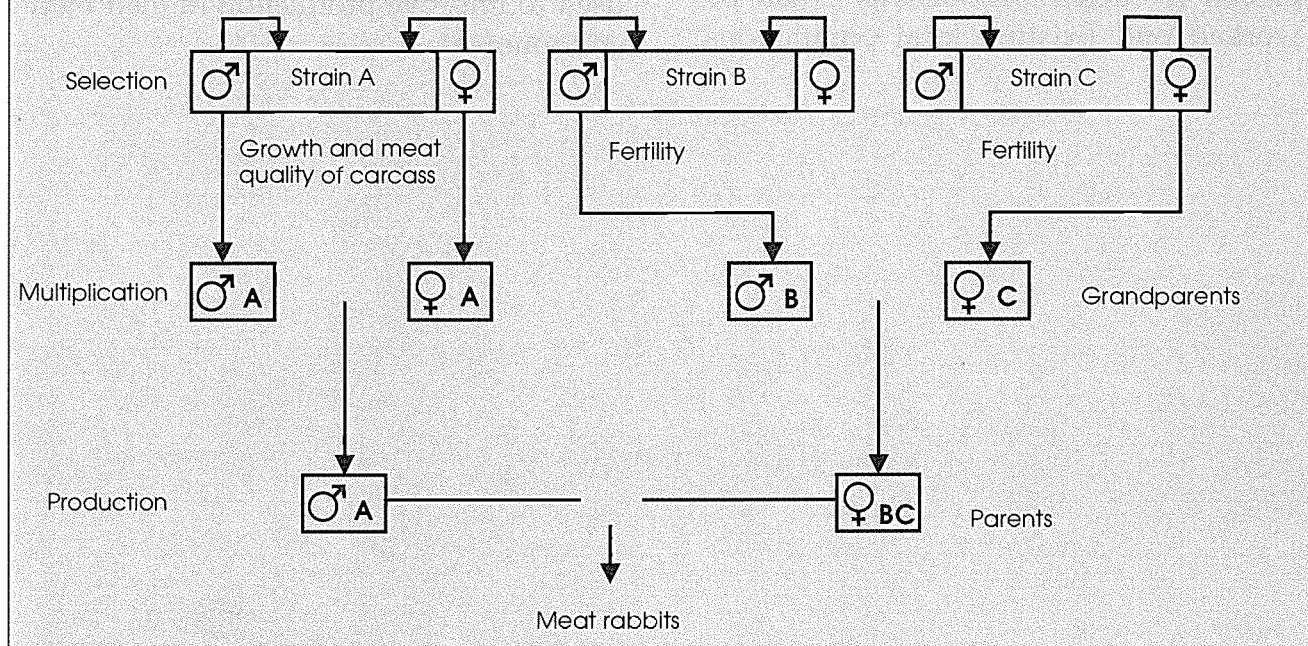 Selection
♂ Strain A ♀
♂ Strain B ♀
♂ Strain C ♀
Growth and meat
quality of carcass
Fertility
Fertility
Multiplication
♂ A
♀ A
♂ B
♀ C
Grandparents
Production
♂ A
♀ BC
Parents
Meat rabbits